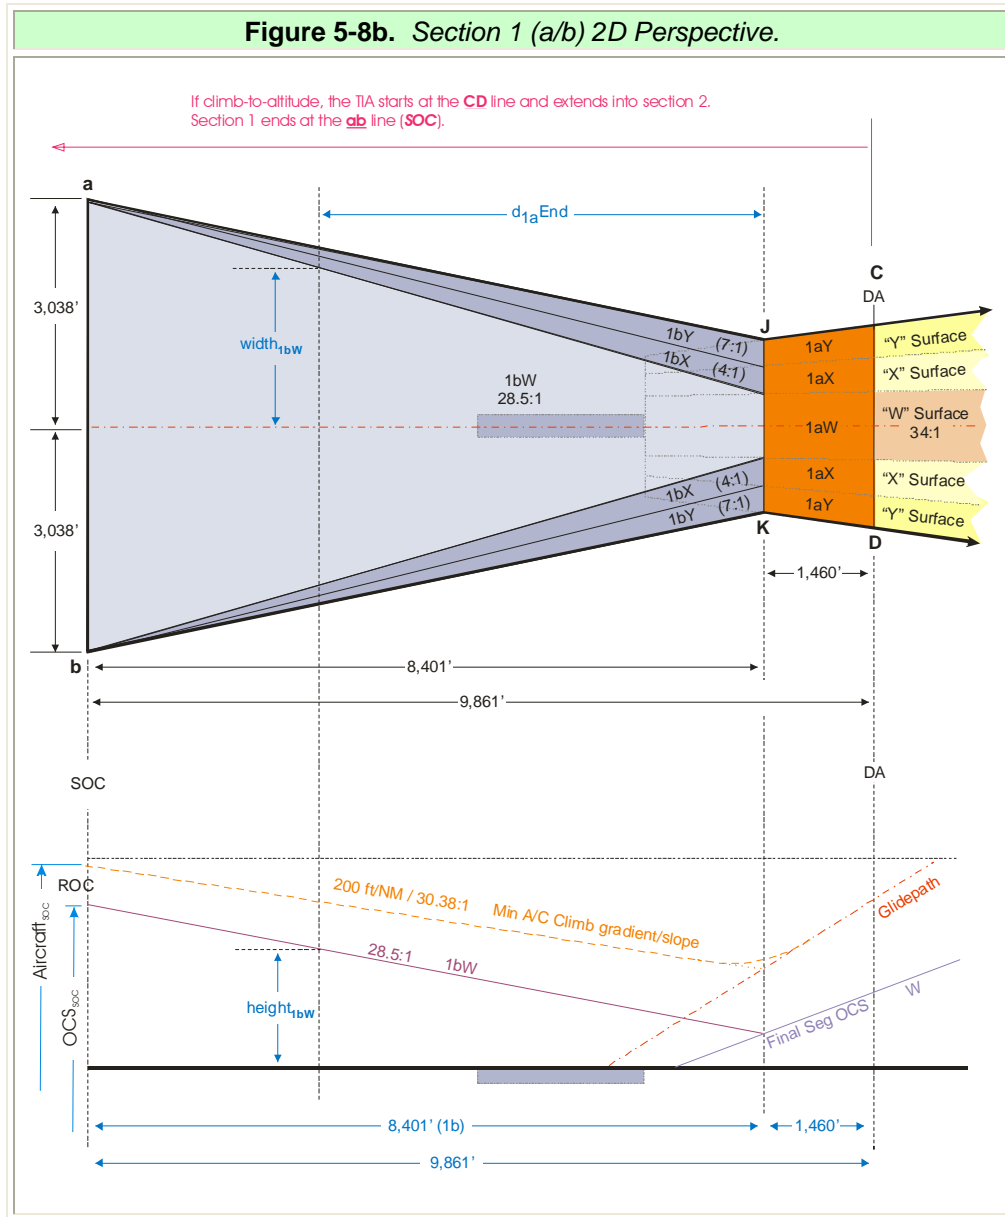 Figure 5-8b. Section 1 (a/b) 2D Perspective.
If climb-to-altitude, the TIA starts at the CD line and extends into section 2.
Section 1 ends at the ab line (SOC).
a
d1aEnd
C
DA
J
3,038'
width1bW
1bY (7:1)
1bX (4:1)
1aY
"Y" Surface
1aX
"X" Surface
1bW
28.5:1
1aW
"W" Surface
34:1
1bX (4:1)
1aX
"X" Surface
1bY (7:1)
1aY
"Y" Surface
3,038'
K
D
1,460'
b
8,401'
9,861'
SOC
DA
ROC
200 ft/NM / 30.38:1 Min A/C Climb gradient/slope
Glidepath
AircraftSOC
OCSSOC
28.5:1 1bW
height1bW
Final Seg OCS W
8,401' (1b)
1,460'
9,861'